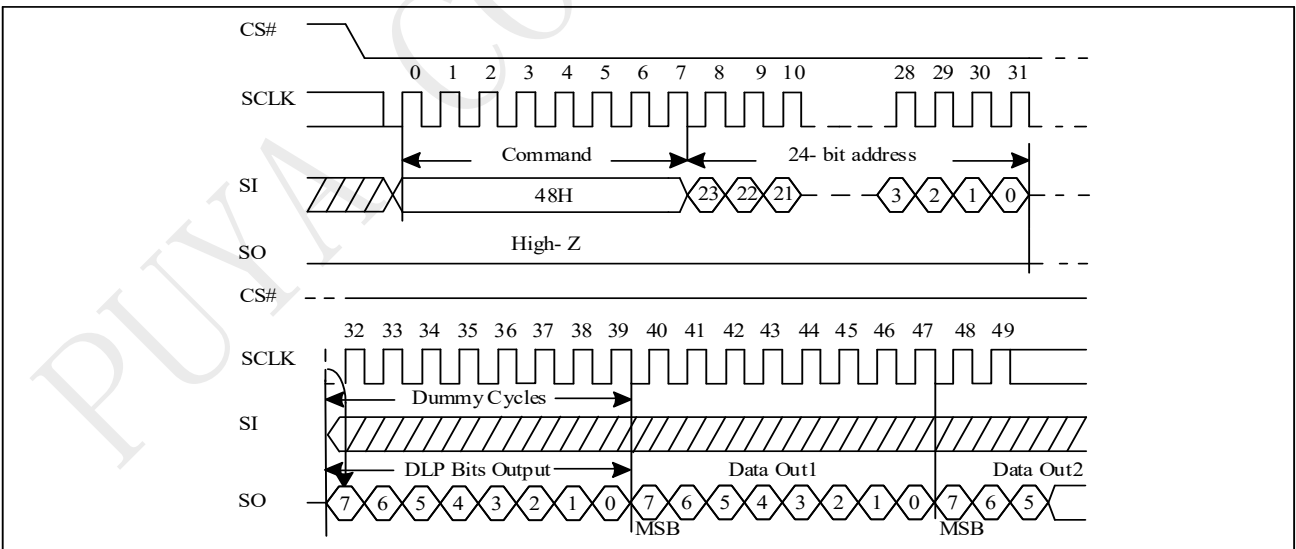 CS#
0 1 2 3 4 5 6 7 8 9 10 28 29 30 31
SCLK
Command 24- bit address
SI 48H 23 22 21 3 2 1 0
High- Z
SO
CS#
32 33 34 35 36 37 38 39 40 41 42 43 44 45 46 47 48 49
SCLK
Dummy Cycles
SI
DLP Bits Output Data Out1 Data Out2
SO 7 6 5 4 3 2 1 0 7 6 5 4 3 2 1 0 7 6 5
MSB MSB
PUYA CO